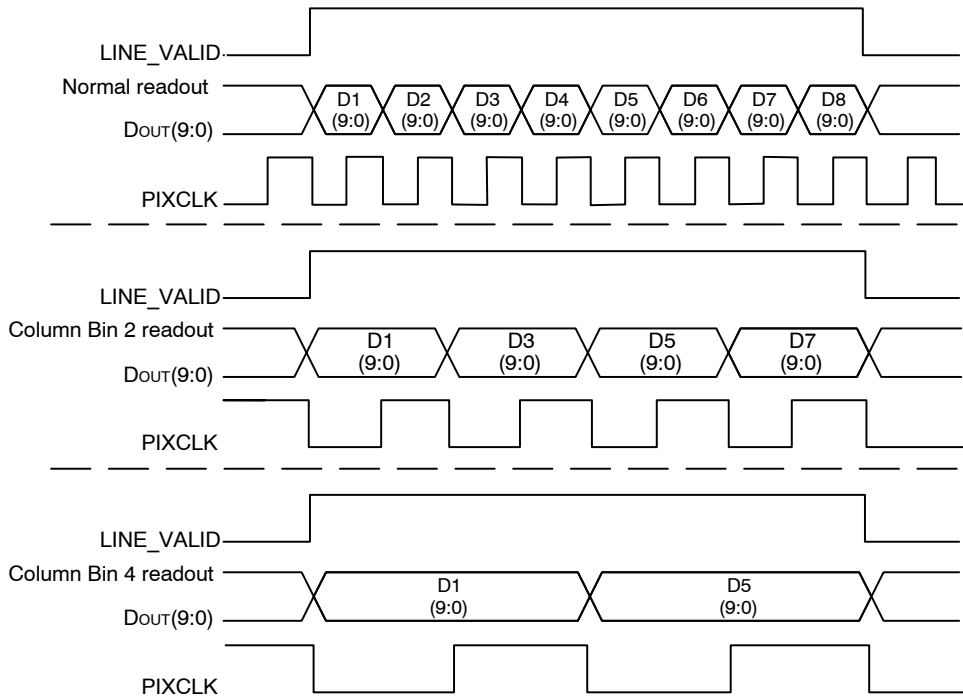 LINE_VALID
Normal readout
D1 D2 D3 D4 D5 D6 D7 D8
(9:0) (9:0) (9:0) (9:0) (9:0) (9:0) (9:0) (9:0)
DOUT(9:0)
PIXCLK
LINE_VALID
Column Bin 2 readout
D1 D3 D5 D7
(9:0) (9:0) (9:0) (9:0)
DOUT(9:0)
PIXCLK
LINE_VALID
Column Bin 4 readout
D1 D5
(9:0) (9:0)
DOUT(9:0)
PIXCLK